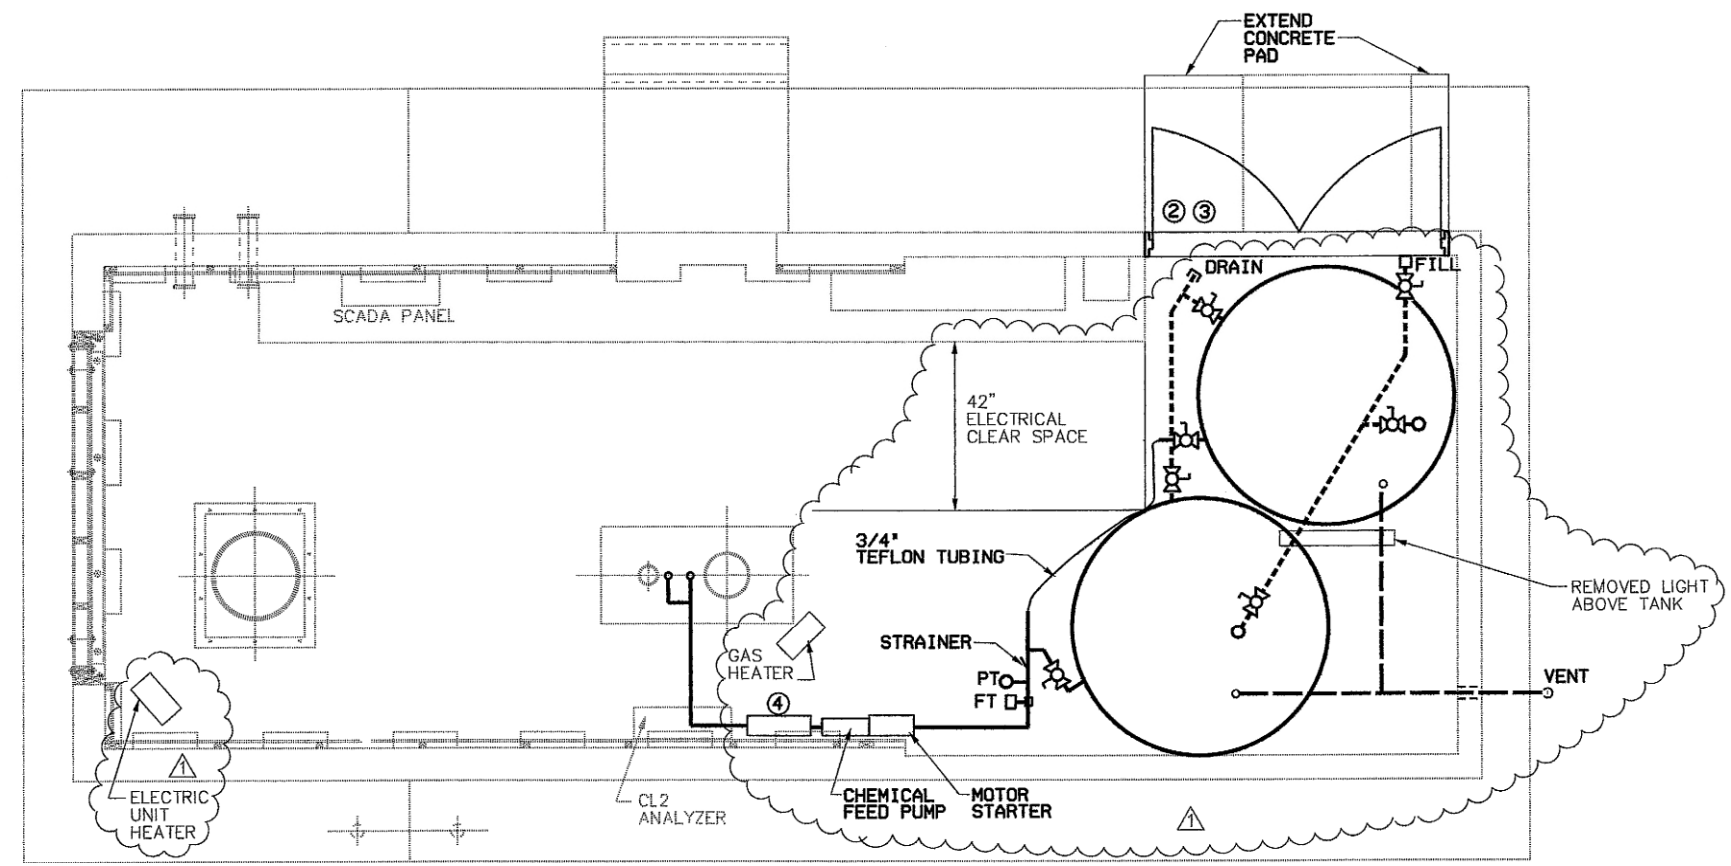 EXTEND
CONCRETE
PAD
2 3
DRAIN
FILL
SCADA PANEL
42"
ELECTRICAL
CLEAR SPACE
3/4"
TEFLON TUBING
REMOVED LIGHT
ABOVE TANK
STRAINER
GAS
HEATER
PT
FT
VENT
4
1
ELECTRIC
UNIT
HEATER
CL2
ANALYZER
CHEMICAL
FEED PUMP
MOTOR
STARTER
1